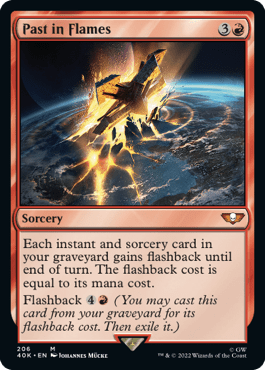 Past in Flames 3
Sorcery
Each instant and sorcery card in
your graveyard gains flashback until
end of turn. The flashback cost is
equal to its mana cost.
Flashback 4 (You may cast this
card from your graveyard for its
flashback cost. Then exile it.)
206 M
40K • EN Johannes Mücke
© GW
™ & © 2022 Wizards of the Coast